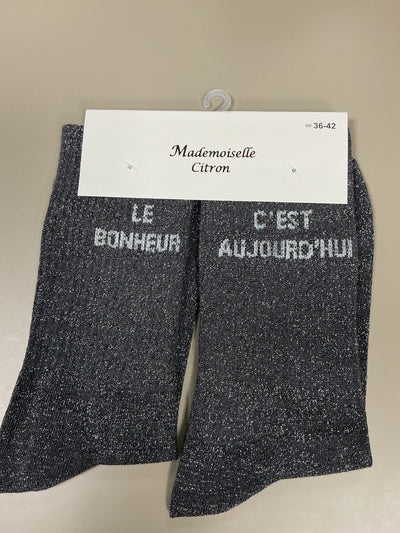 36-42
Mademoiselle
Citron
LE
BONHEUR
C'EST
AUJOURD'HUI